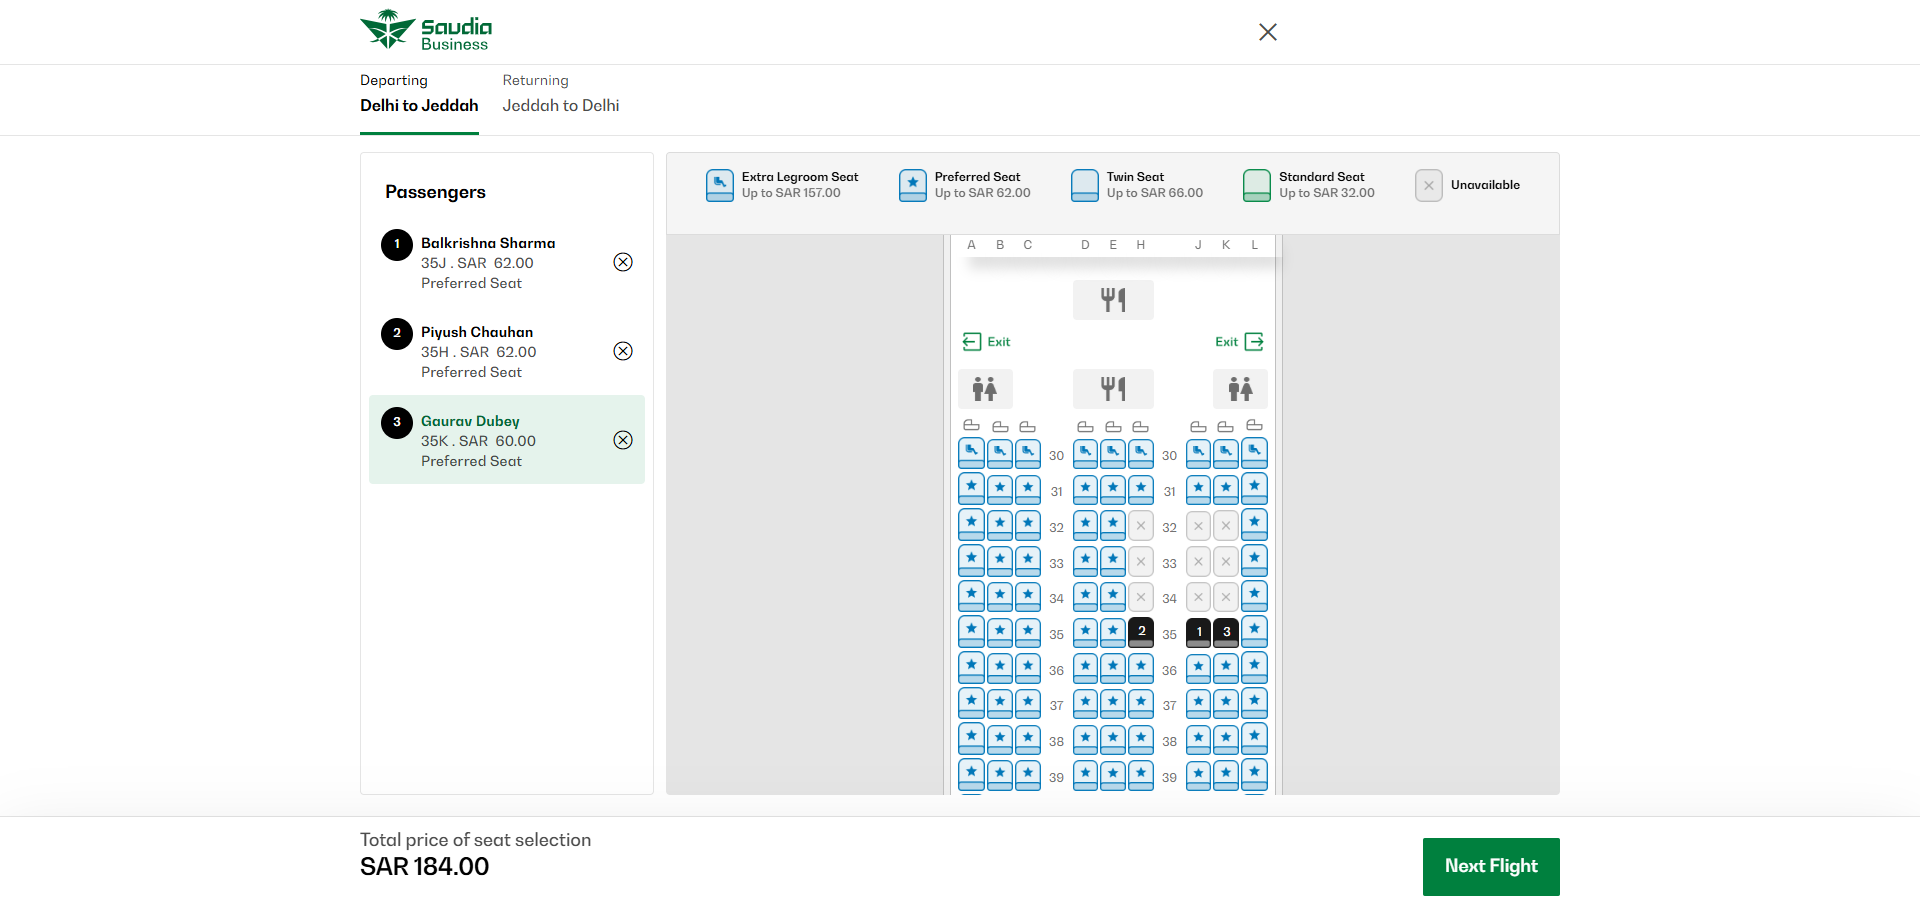 Saudia
Business
Departing
Delhi to Jeddah
Returning
Jeddah to Delhi
Passengers
1
Balkrishna Sharma
35J . SAR 62.00
Preferred Seat
2
Piyush Chauhan
35H . SAR 62.00
Preferred Seat
3
Gaurav Dubey
35K . SAR 60.00
Preferred Seat
Extra Legroom Seat
Up to SAR 157.00
Preferred Seat
Up to SAR 62.00
Twin Seat
Up to SAR 66.00
Standard Seat
Up to SAR 32.00
Unavailable
A B C D E H J K L
Exit Exit
30 30
31 31
32 32
33 33
34 34
35 2 35 1 3
36 36
37 37
38 38
39 39
Total price of seat selection
SAR 184.00
Next Flight